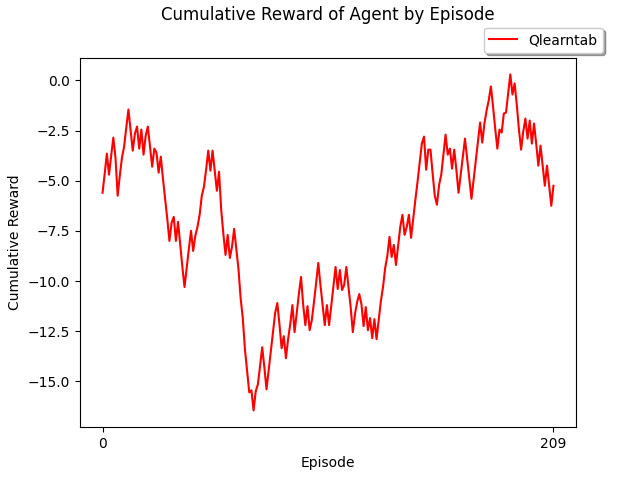 Cumulative Reward of Agent by Episode
Qlearntab
0.0
−2.5
−5.0
−7.5
−10.0
−12.5
−15.0
Cumulative Reward
0
209
Episode